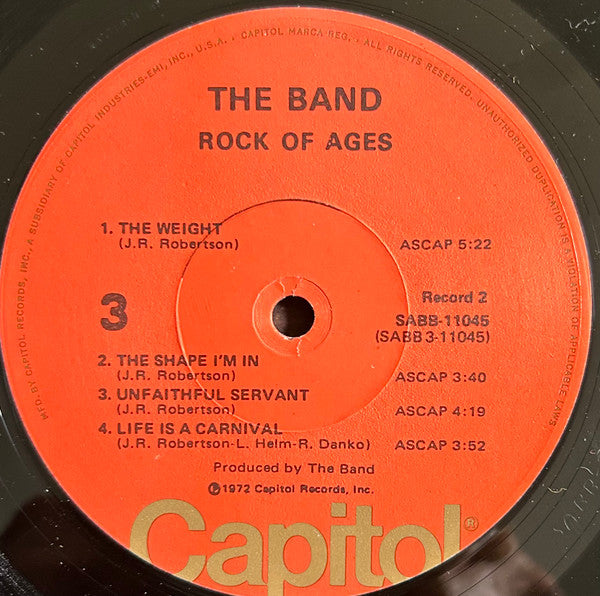 MFD. BY CAPITOL RECORDS, INC., A SUBSIDIARY OF CAPITOL INDUSTRIES-EMI, INC., U.S.A. • CAPITOL MARCA REG. • ALL RIGHTS RESERVED. UNAUTHORIZED DUPLICATION IS A VIOLATION OF APPLICABLE LAWS
THE BAND
ROCK OF AGES
1. THE WEIGHT
(J.R. Robertson) ASCAP 5:22
3 Record 2
SABB-11045
(SABB 3-11045)
2. THE SHAPE I'M IN
(J.R. Robertson) ASCAP 3:40
3. UNFAITHFUL SERVANT
(J.R. Robertson) ASCAP 4:19
4. LIFE IS A CARNIVAL
(J.R. Robertson-L. Helm-R. Danko) ASCAP 3:52
Produced by The Band
℗1972 Capitol Records, Inc.
Capitol®